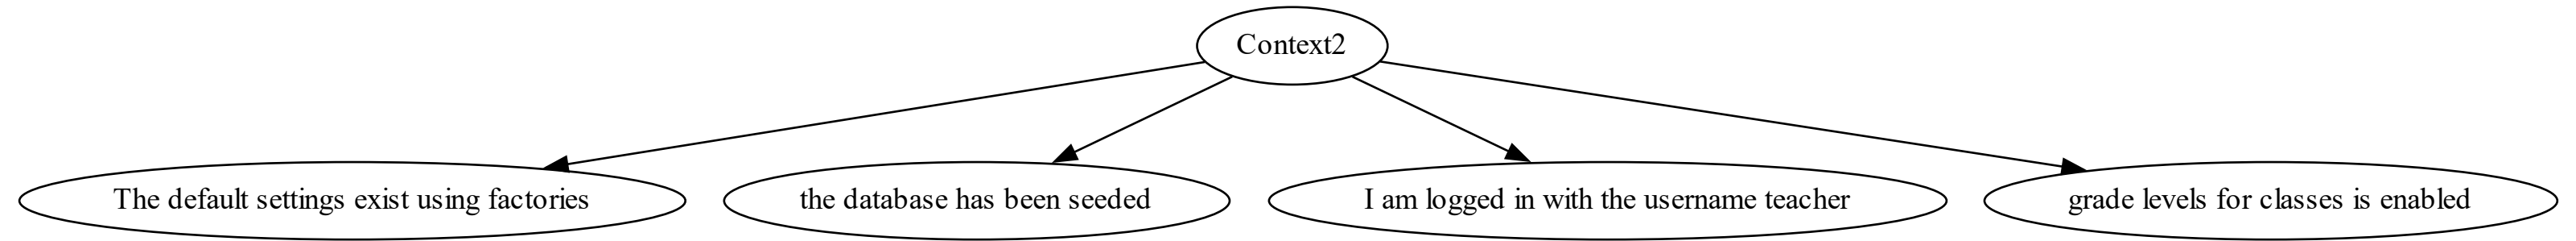 Context2
The default settings exist using factories
the database has been seeded
I am logged in with the username teacher
grade levels for classes is enabled